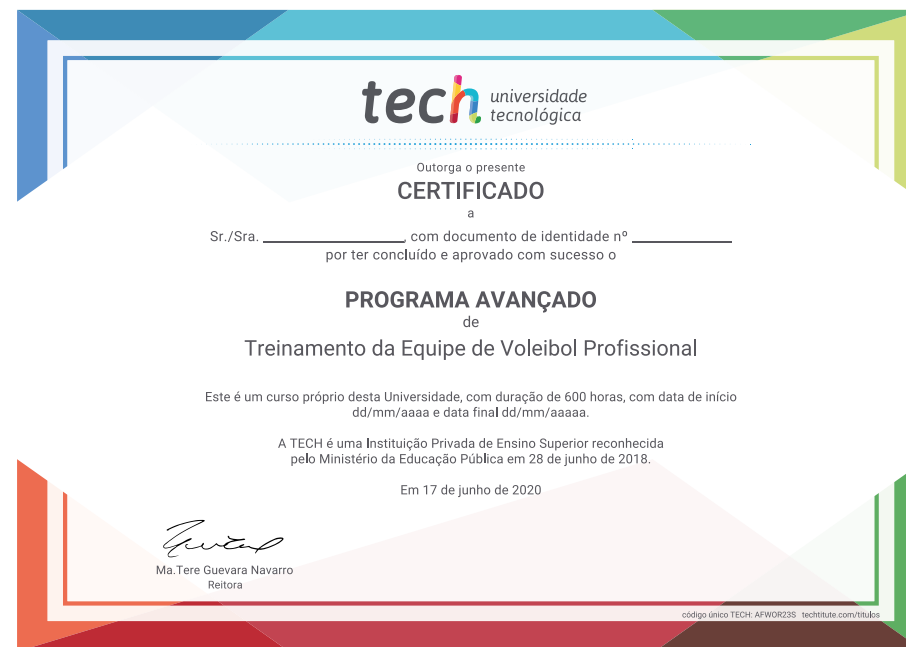 tech universidade
tecnológica
Outorga o presente
CERTIFICADO
a
Sr./Sra. ____________________, com documento de identidade nº ______________
por ter concluído e aprovado com sucesso o
PROGRAMA AVANÇADO
de
Treinamento da Equipe de Voleibol Profissional
Este é um curso próprio desta Universidade, com duração de 600 horas, com data de início
dd/mm/aaaa e data final dd/mm/aaaaa.
A TECH é uma Instituição Privada de Ensino Superior reconhecida
pelo Ministério da Educação Pública em 28 de junho de 2018.
Em 17 de junho de 2020
Ma.Tere Guevara Navarro
Reitora
código único TECH: AFWOR23S techtitute.com/titulos